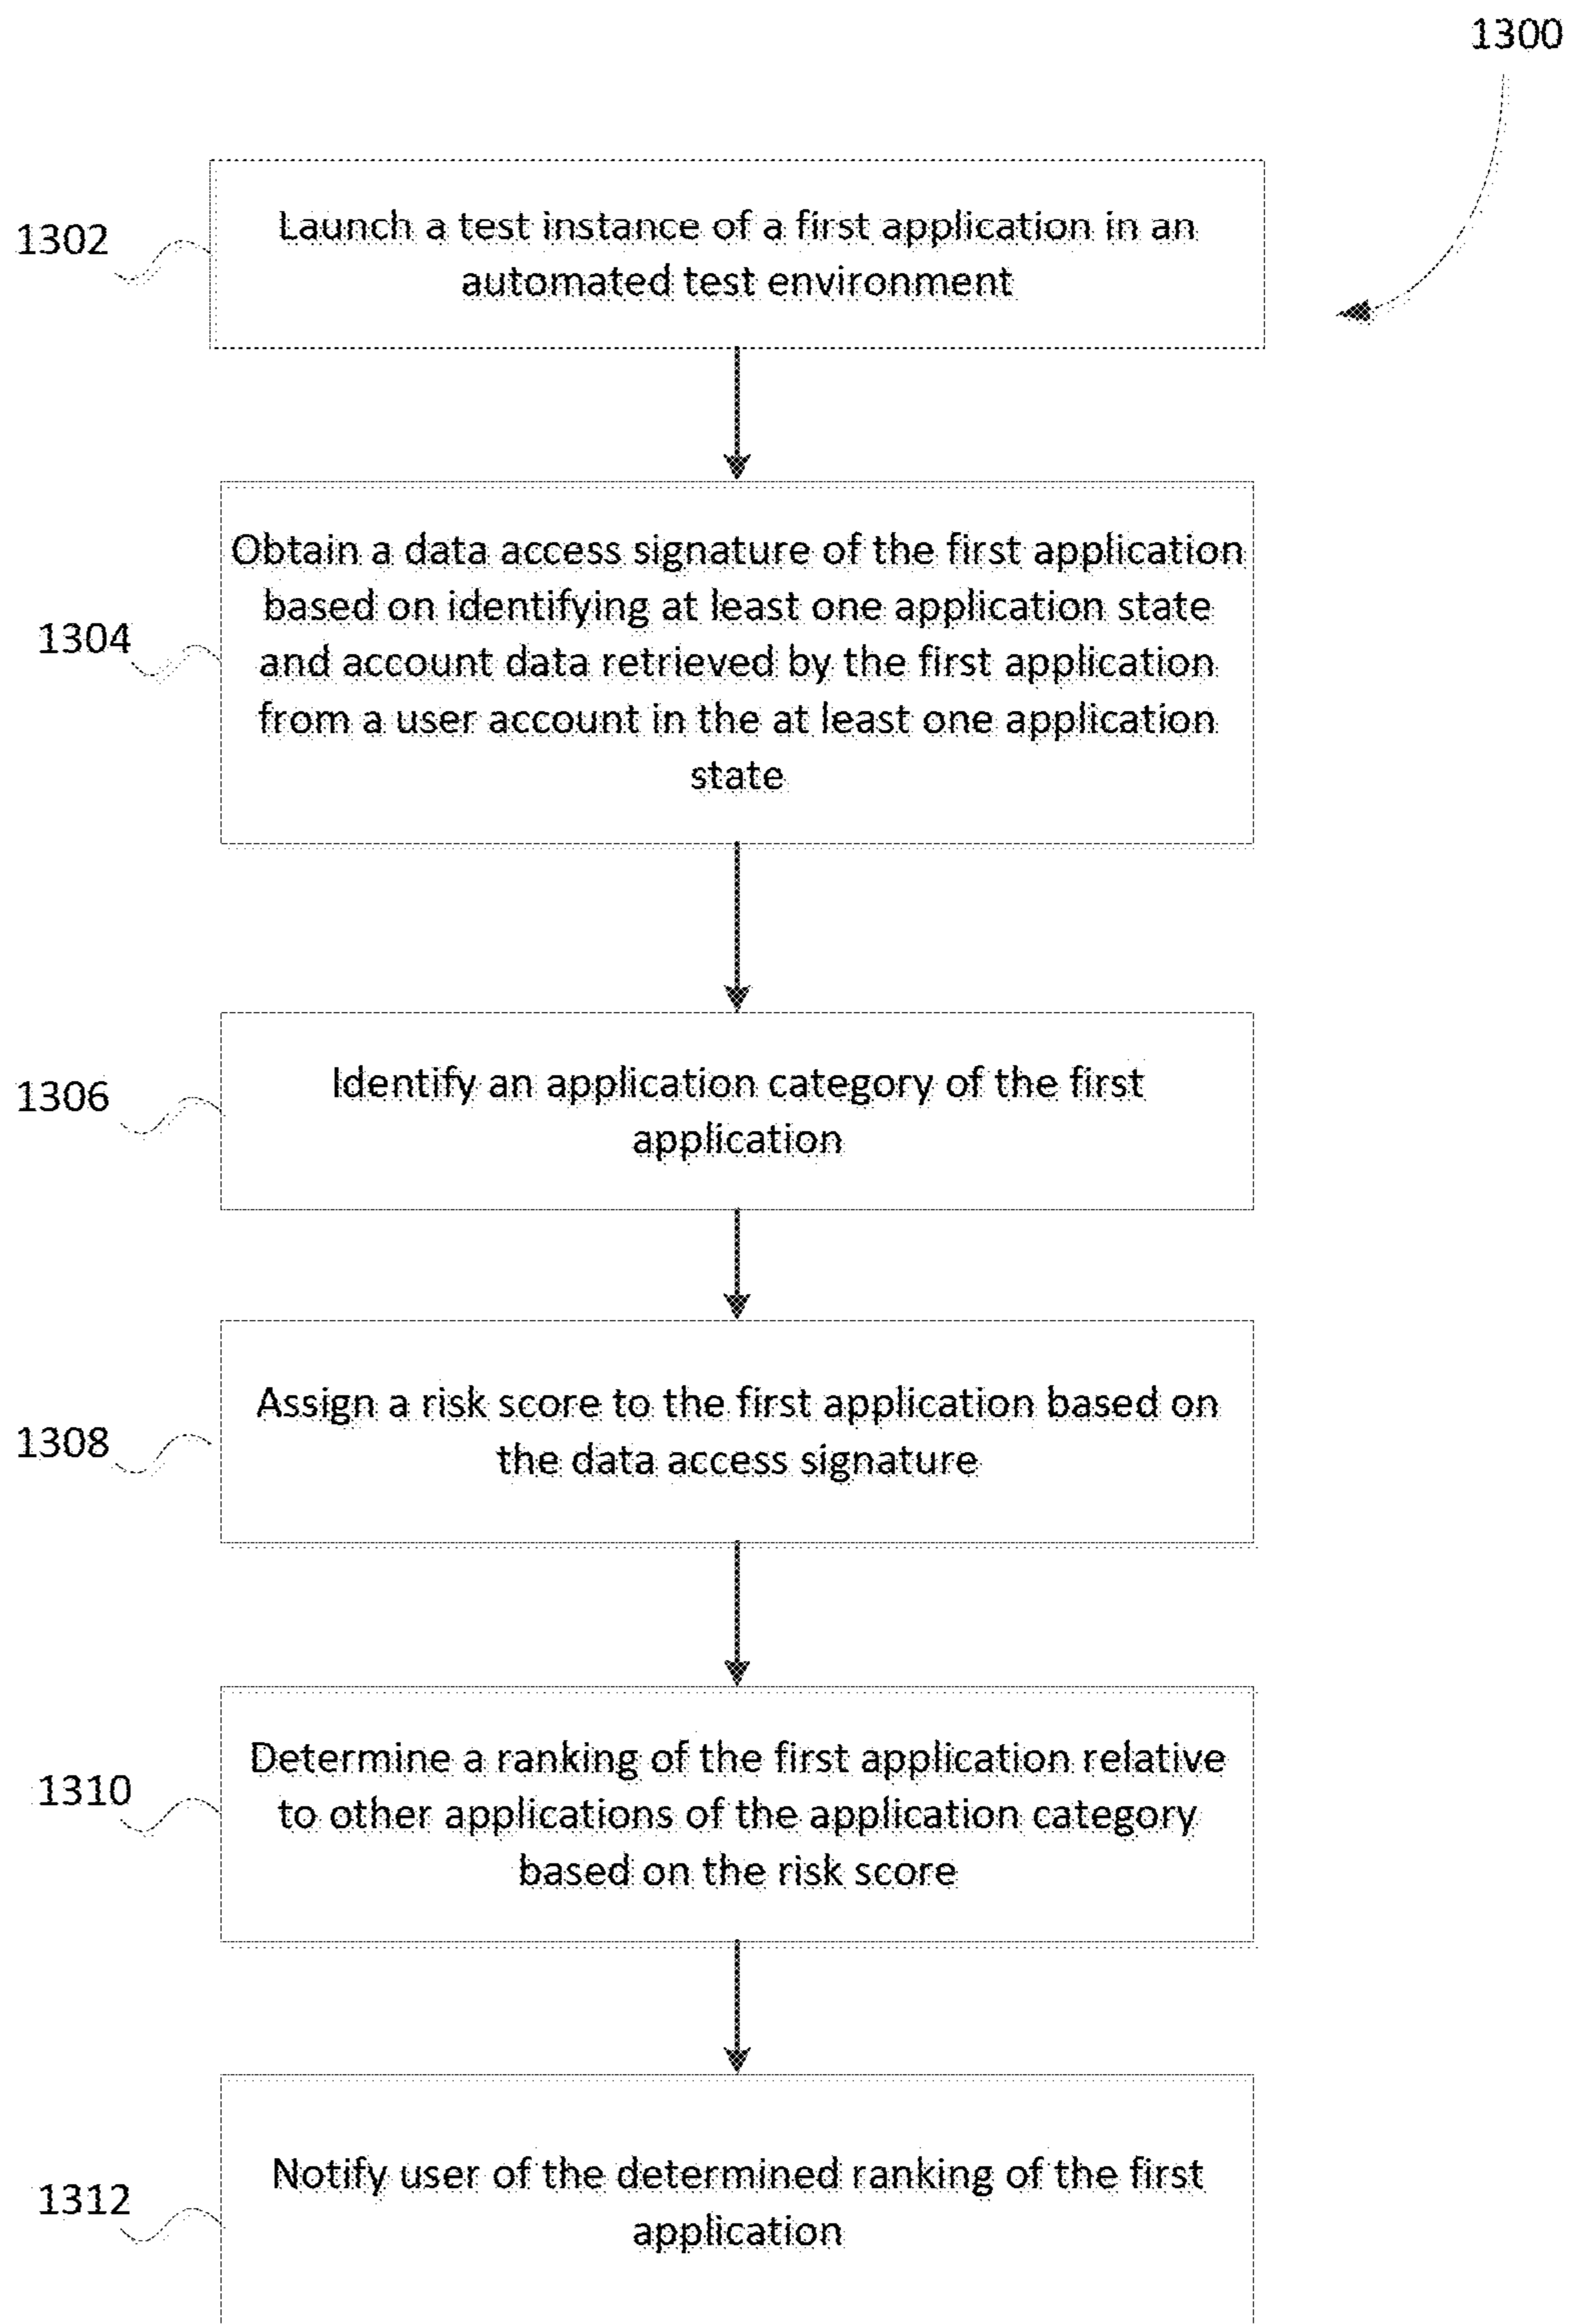 1300
1302
Launch a test instance of a first application in an
automated test environment
1304
Obtain a data access signature of the first application
based on identifying at least one application state
and account data retrieved by the first application
from a user account in the at least one application
state
1306
Identify an application category of the first
application
1308
Assign a risk score to the first application based on
the data access signature
1310
Determine a ranking of the first application relative
to other applications of the application category
based on the risk score
1312
Notify user of the determined ranking of the first
application